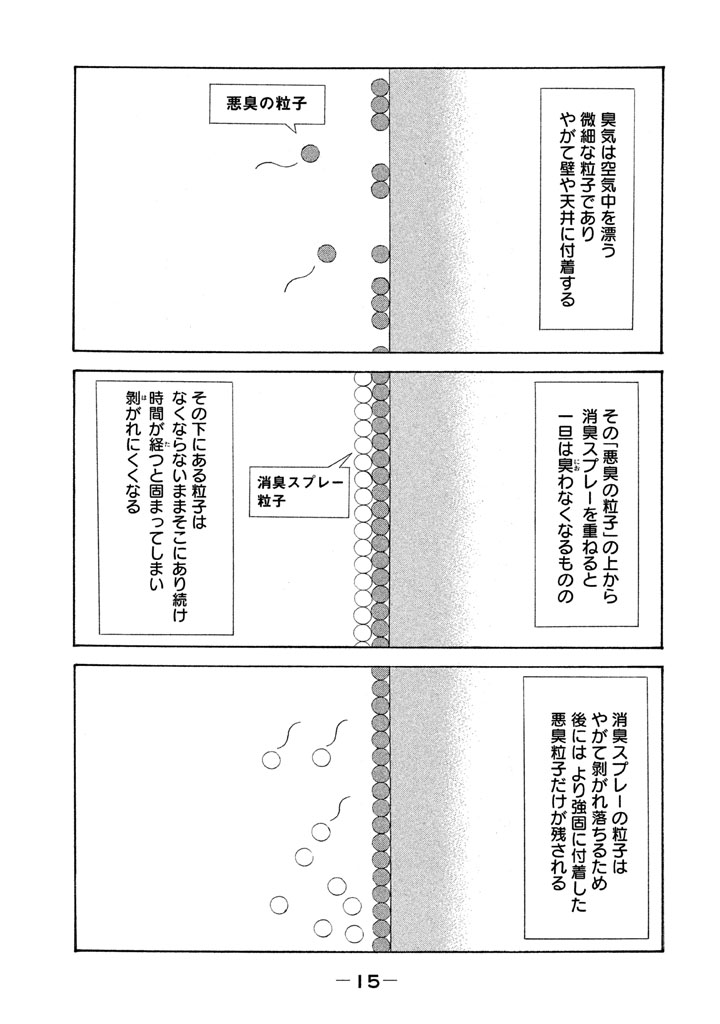 臭気は空気中を漂う
微細な粒子であり
やがて壁や天井に付着する
悪臭の粒子
その「悪臭の粒子」の上から
消臭スプレーを重ねると
一旦は臭わなくなるものの
にお
消臭スプレー
粒子
その下にある粒子は
なくならないままそこにあり続け
時間が経つと固まってしまい
た
剝がれにくくなる
は
消臭スプレーの粒子は
やがて剝がれ落ちるため
後には より強固に付着した
悪臭粒子だけが残される
－15－